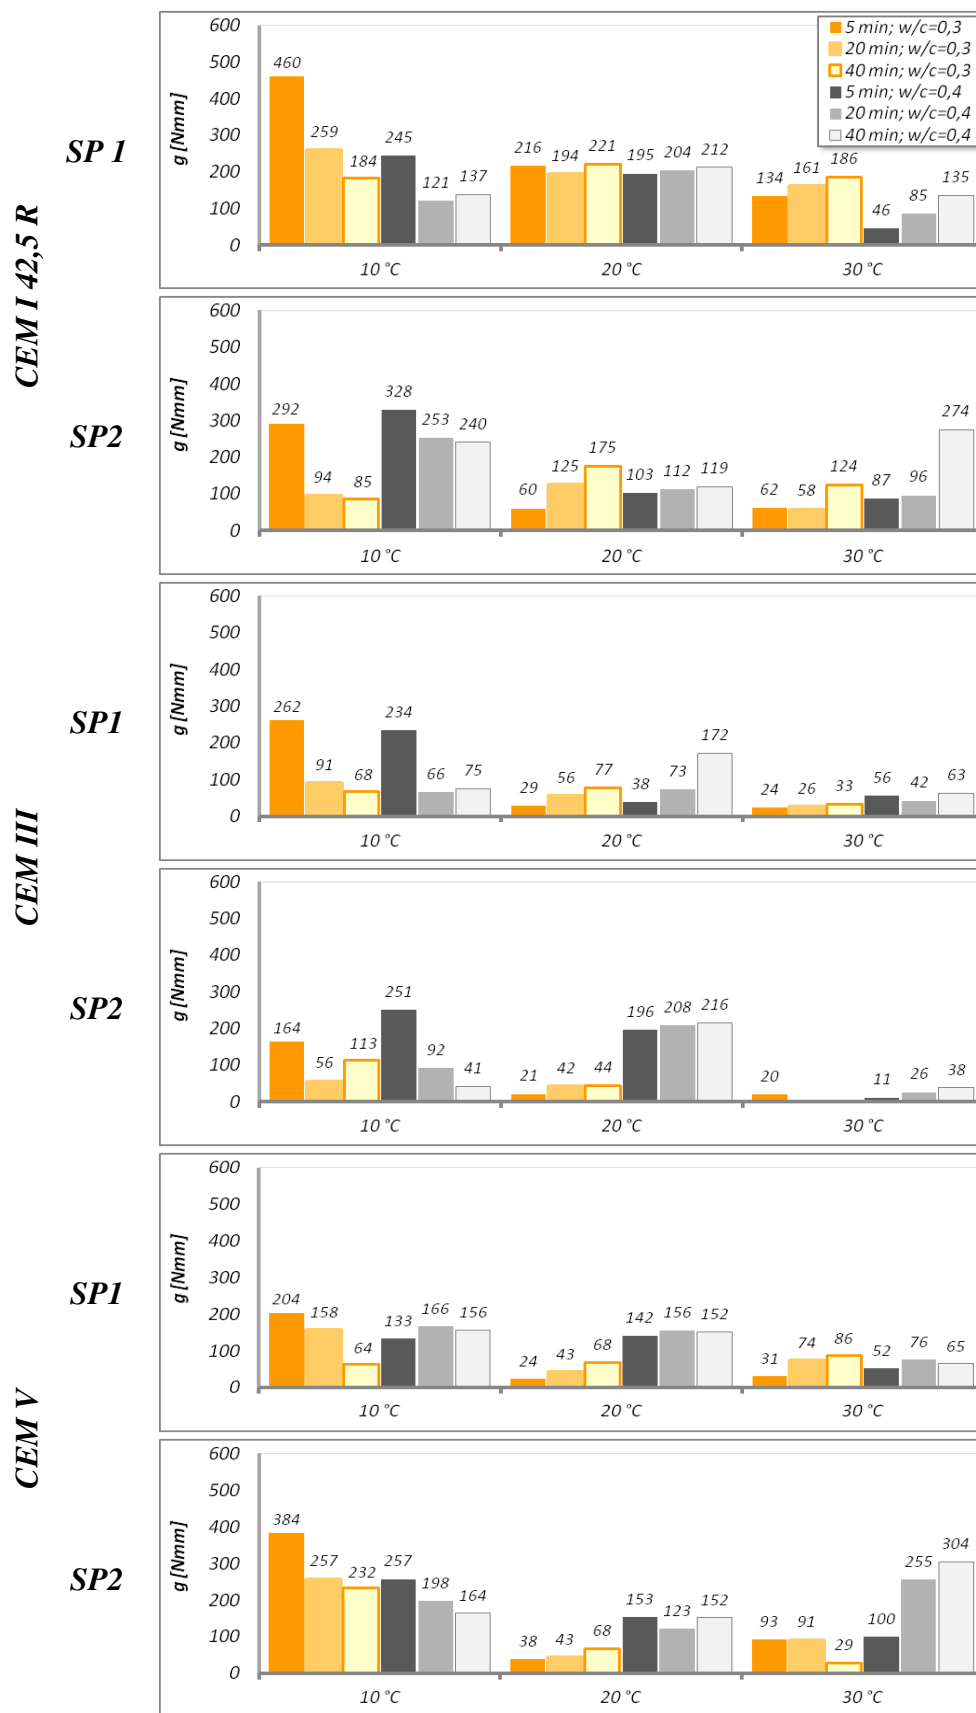 600
5 min; w/c=0,3
20 min; w/c=0,3
40 min; w/c=0,3
5 min; w/c=0,4
20 min; w/c=0,4
40 min; w/c=0,4
500
400
300
200
100
0
g [Nmm]
460 259 184 245 121 137
216 194 221 195 204 212
134 161 186 46 85 135
10 °C 20 °C 30 °C
SP 1
CEM I 42,5 R
600
500
400
300
200
100
0
g [Nmm]
292 94 85 328 253 240
60 125 175 103 112 119
62 58 124 87 96 274
10 °C 20 °C 30 °C
SP2
600
500
400
300
200
100
0
g [Nmm]
262 91 68 234 66 75
29 56 77 38 73 172
24 26 33 56 42 63
10 °C 20 °C 30 °C
SP1
CEM III
600
500
400
300
200
100
0
g [Nmm]
164 56 113 251 92 41
21 42 44 196 208 216
20 11 26 38
10 °C 20 °C 30 °C
SP2
600
500
400
300
200
100
0
g [Nmm]
204 158 64 133 166 156
24 43 68 142 156 152
31 74 86 52 76 65
10 °C 20 °C 30 °C
SP1
CEM V
600
500
400
300
200
100
0
g [Nmm]
384 257 232 257 198 164
38 43 68 153 123 152
93 91 29 100 255 304
10 °C 20 °C 30 °C
SP2